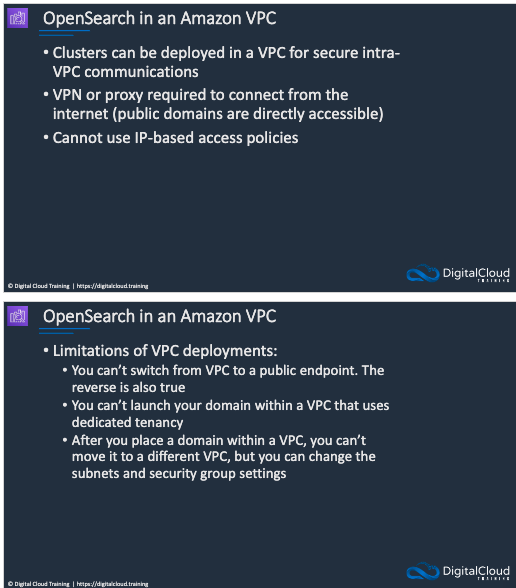 OpenSearch in an Amazon VPC
• Clusters can be deployed in a VPC for secure intra-
VPC communications
• VPN or proxy required to connect from the
internet (public domains are directly accessible)
• Cannot use IP-based access policies
DigitalCloud
TRAINING
© Digital Cloud Training | https://digitalcloud.training
OpenSearch in an Amazon VPC
• Limitations of VPC deployments:
• You can’t switch from VPC to a public endpoint. The
reverse is also true
• You can’t launch your domain within a VPC that uses
dedicated tenancy
• After you place a domain within a VPC, you can’t
move it to a different VPC, but you can change the
subnets and security group settings
DigitalCloud
TRAINING
© Digital Cloud Training | https://digitalcloud.training